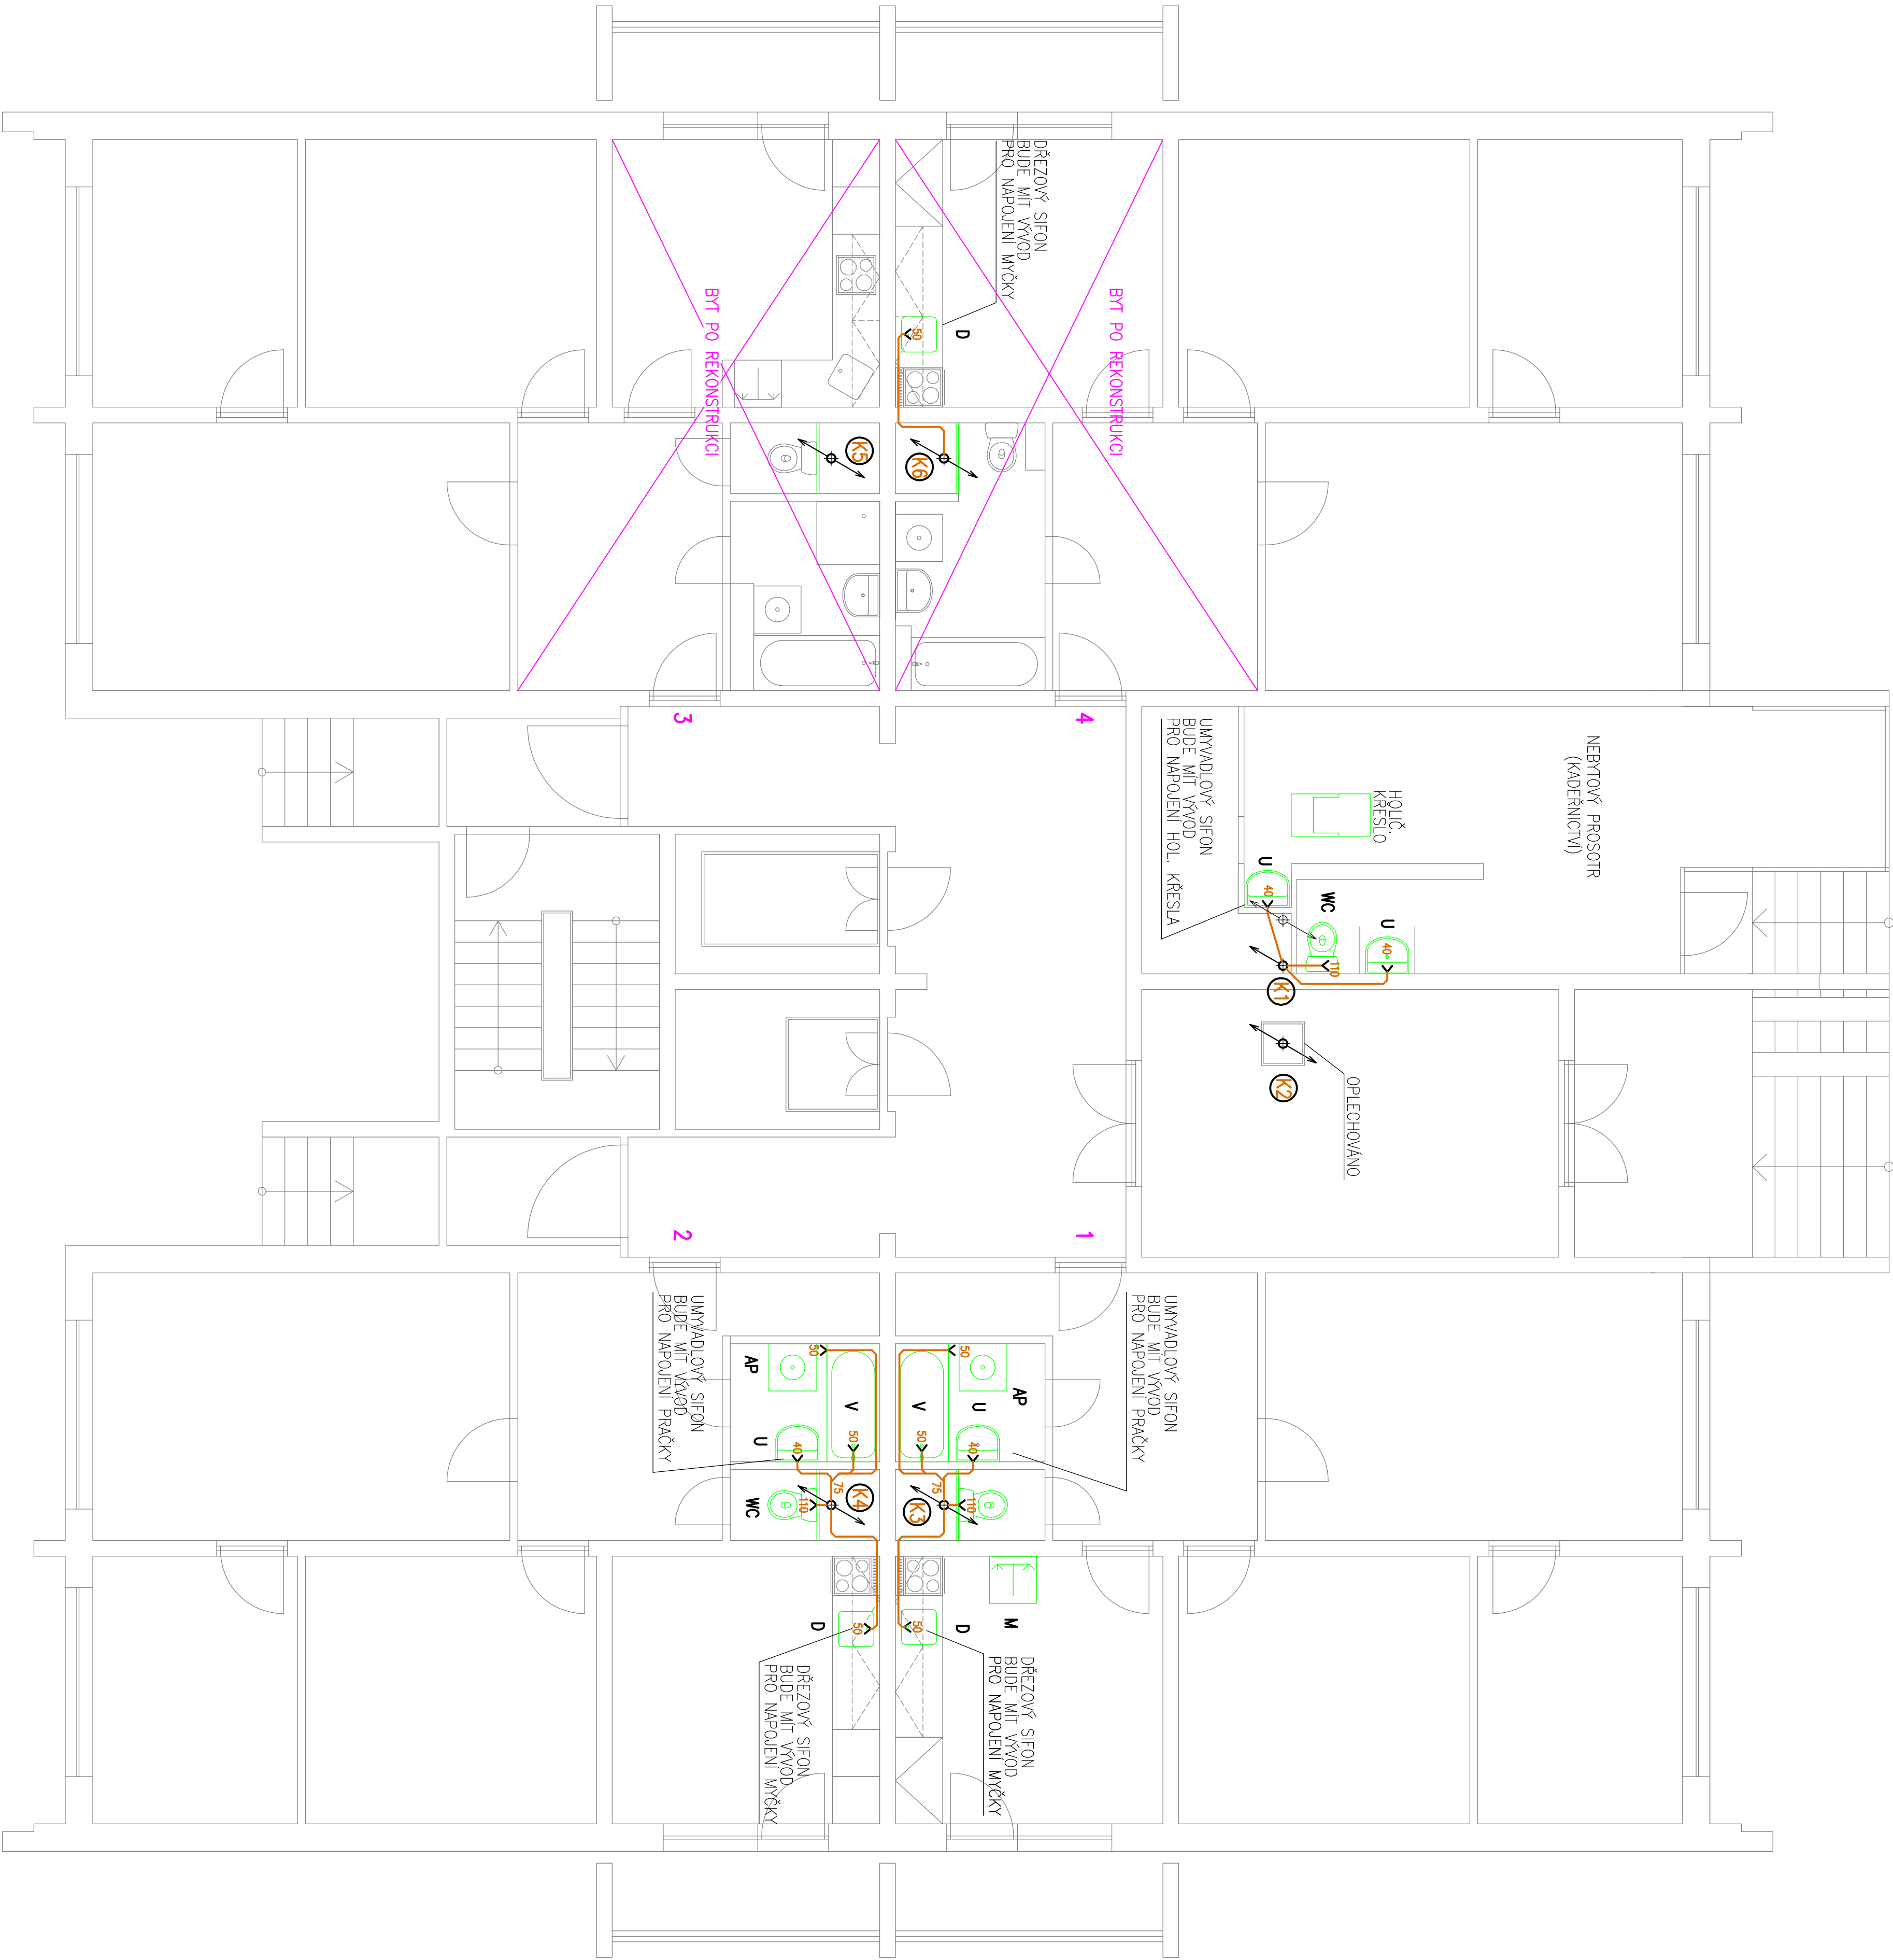 DŘEZOVÝ SIFON
BUDE MÍT VÝVOD
PRO NAPOJENÍ MYČKY
D
50
BYT PO REKONSTRUKCI
BYT PO REKONSTRUKCI
K5
K6
3
4
UMYVADLOVÝ SIFON
BUDE MÍT VÝVOD
PRO NAPOJENÍ HOL. KŘESLA
NEBYTOVÝ PROSOTR
(KADEŘNICTVÍ)
HOLIČ.
KŘESLO
U
40
WC
110
U
40
K1
K2
OPLECHOVÁNO
2
1
UMYVADLOVÝ SIFON
BUDE MÍT VÝVOD
PRO NAPOJENÍ PRAČKY
UMYVADLOVÝ SIFON
BUDE MÍT VÝVOD
PRO NAPOJENÍ PRAČKY
50
50
AP
AP
V
V
U
U
40
50
50
40
75
75
K4
K3
110
110
WC
D
50
50
D
M
DŘEZOVÝ SIFON
BUDE MÍT VÝVOD
PRO NAPOJENÍ MYČKY
DŘEZOVÝ SIFON
BUDE MÍT VÝVOD
PRO NAPOJENÍ MYČKY